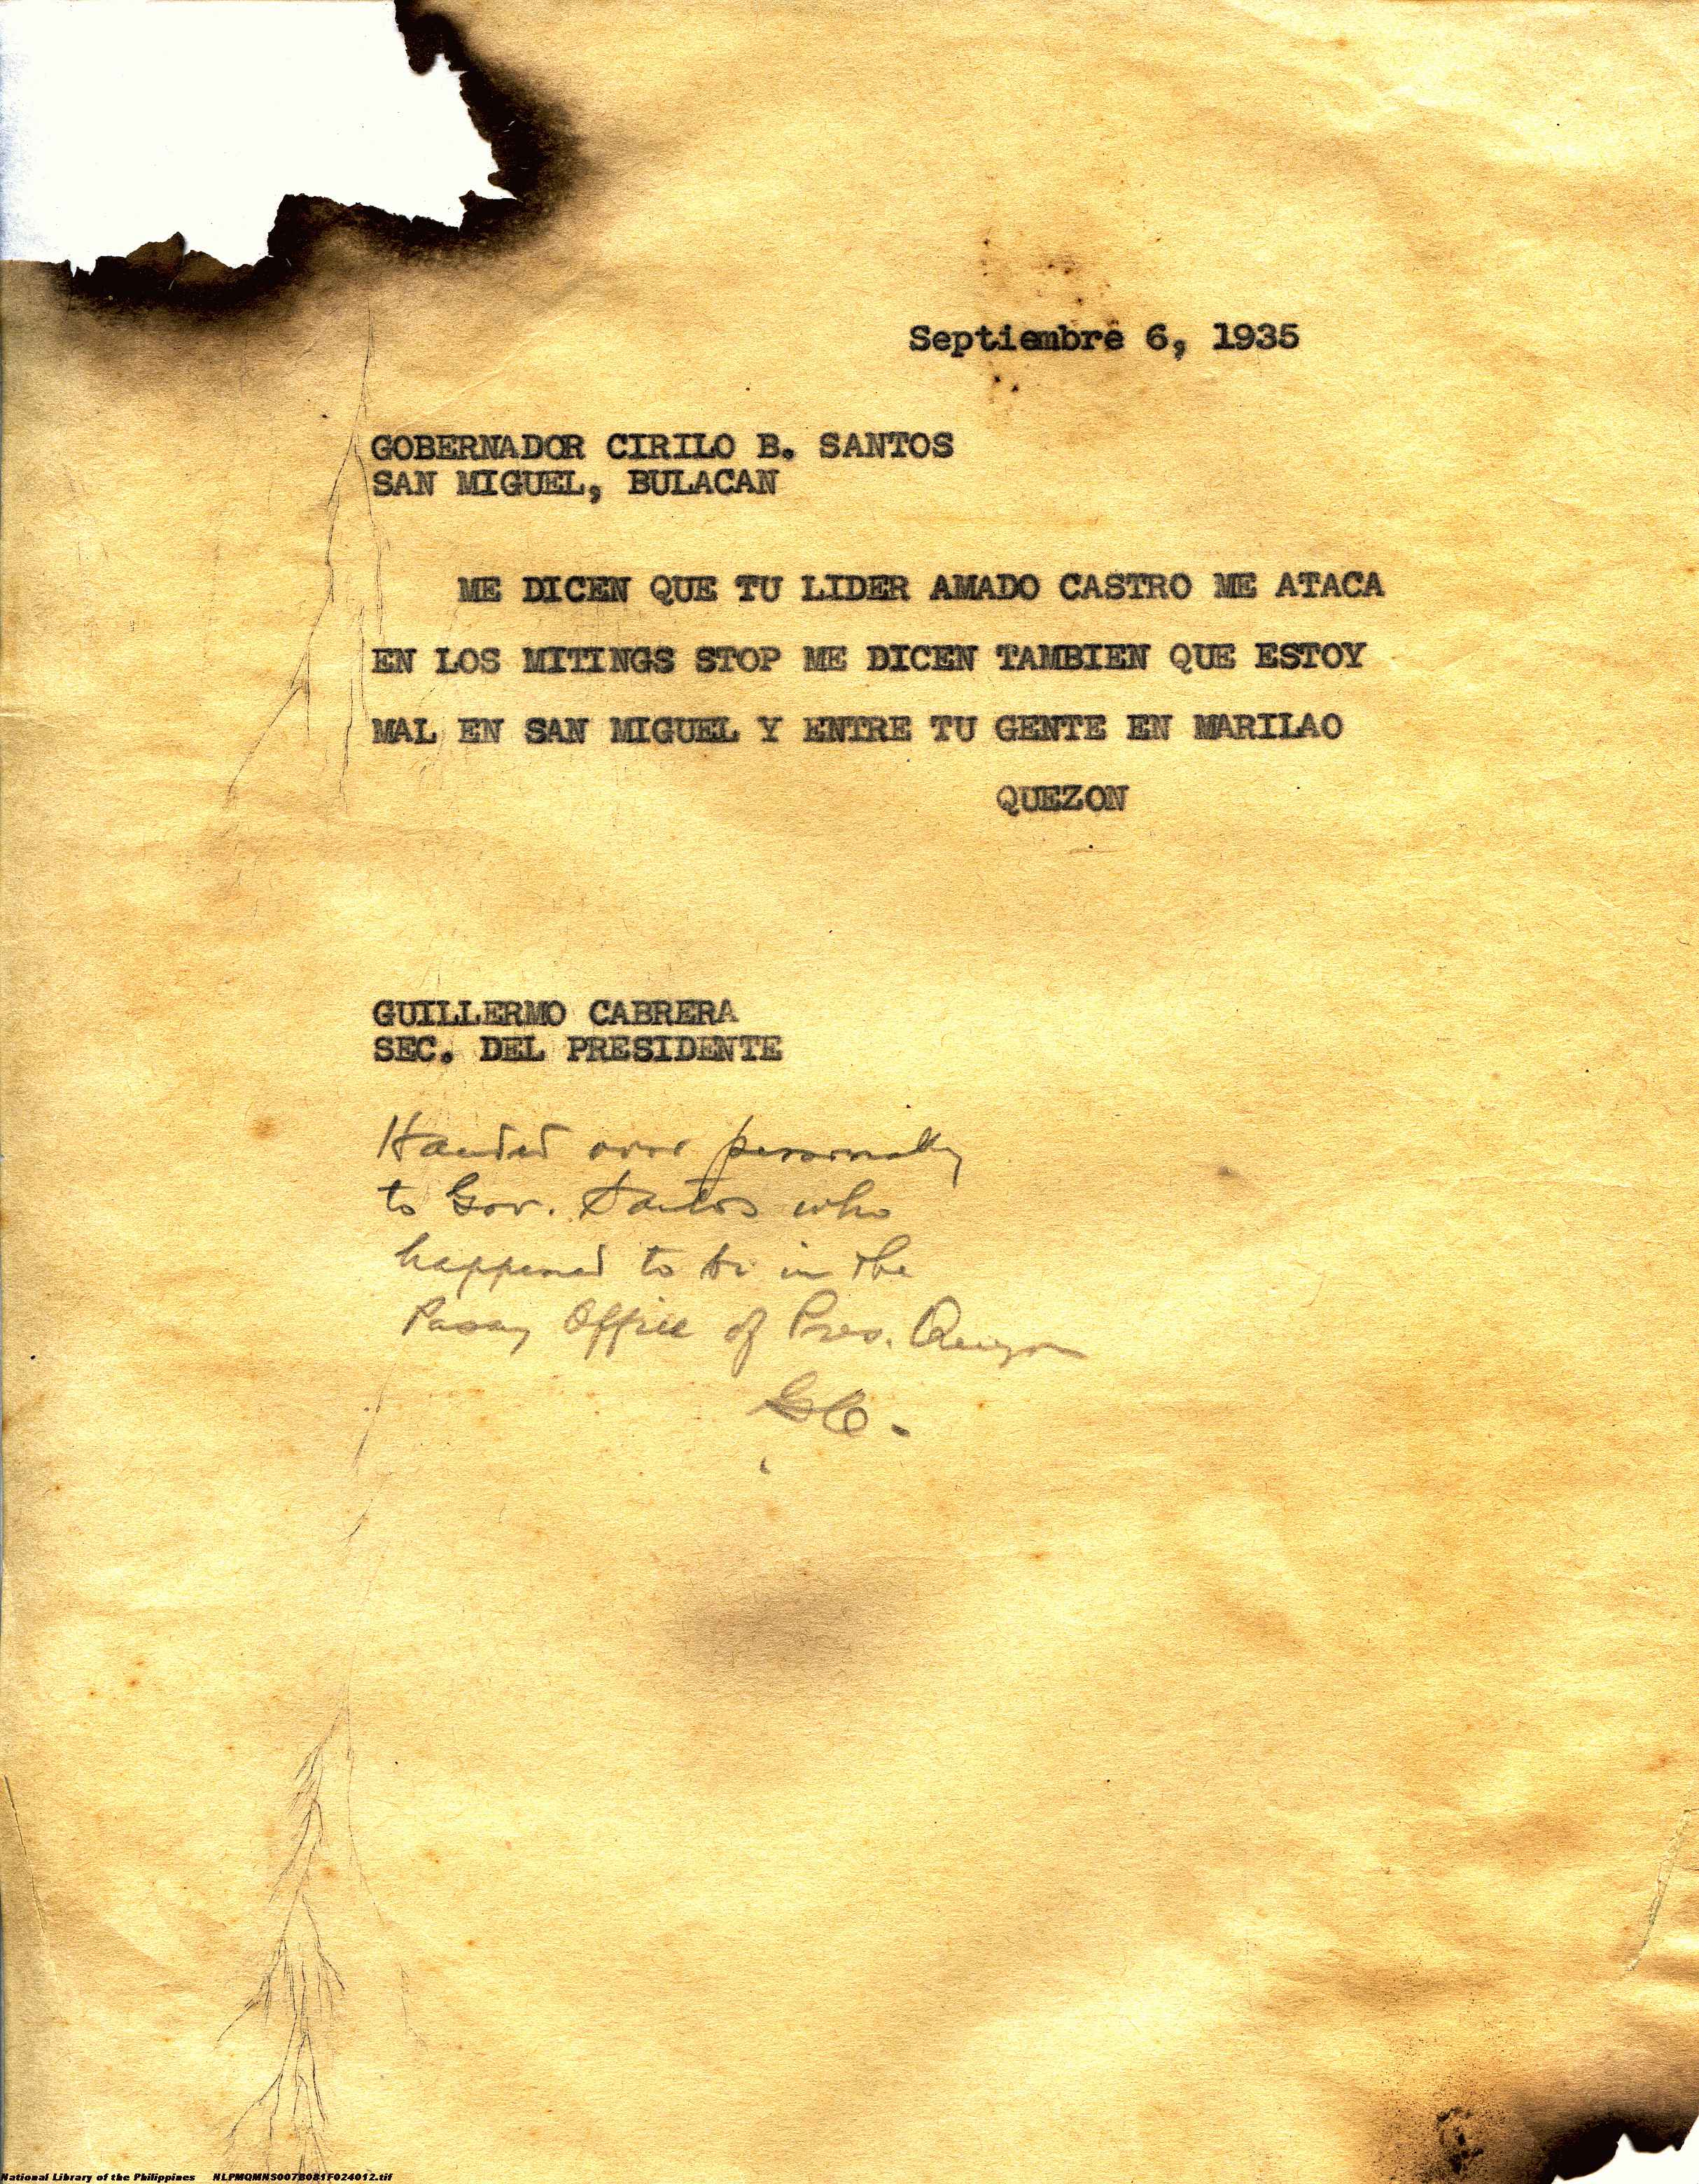 Septiembre 6, 1935
GOBERNADOR CIRILO B. SANTOS
SAN MIGUEL, BULACAN
ME DICEN QUE TU LIDER AMADO CASTRO ME ATACA
EN LOS MITINGS STOP ME DICEN TAMBIEN QUE ESTOY
MAL EN SAN MIGUEL Y ENTRE TU GENTE EN MARILAO
QUEZON
GUILLERMO CABRERA
SEC. DEL PRESIDENTE
Handed over personally
to Gov. Santos who
happened to be in the
Pasay Office of Pres. Quezon
GC.
National Library of the Philippines NLPMQMNS007B081F024012.tif